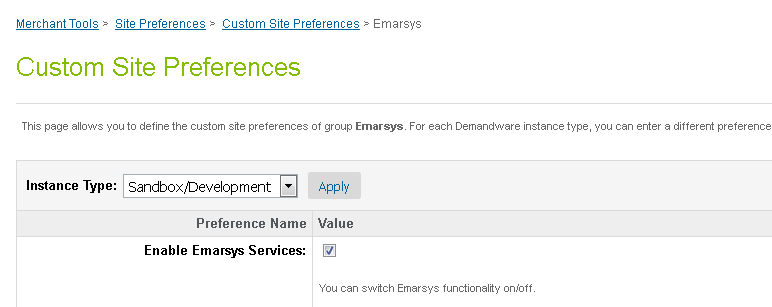 Merchant Tools > Site Preferences > Custom Site Preferences > Emarsys
Custom Site Preferences
This page allows you to define the custom site preferences of group Emarsys. For each Demandware instance type, you can enter a different preference
Instance Type: Sandbox/Development Apply
Preference Name Value
Enable Emarsys Services:
You can switch Emarsys functionality on/off.